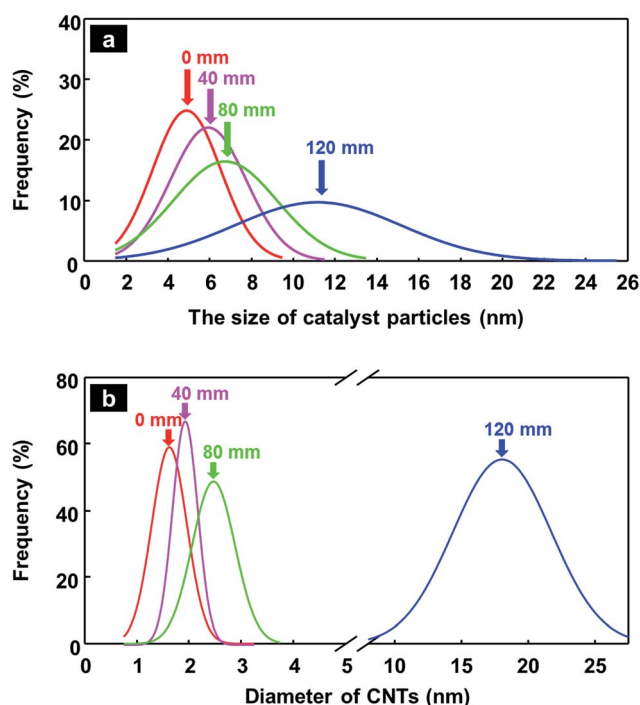 a
Frequency (%)
40
30
20
10
0
0 mm
40 mm
80 mm
120 mm
0 2 4 6 8 10 12 14 16 18 20 22 24 26
The size of catalyst particles (nm)
b
Frequency (%)
80
60
40
20
0
40 mm
0 mm
80 mm
120 mm
0 1 2 3 4 5 10 15 20 25
Diameter of CNTs (nm)